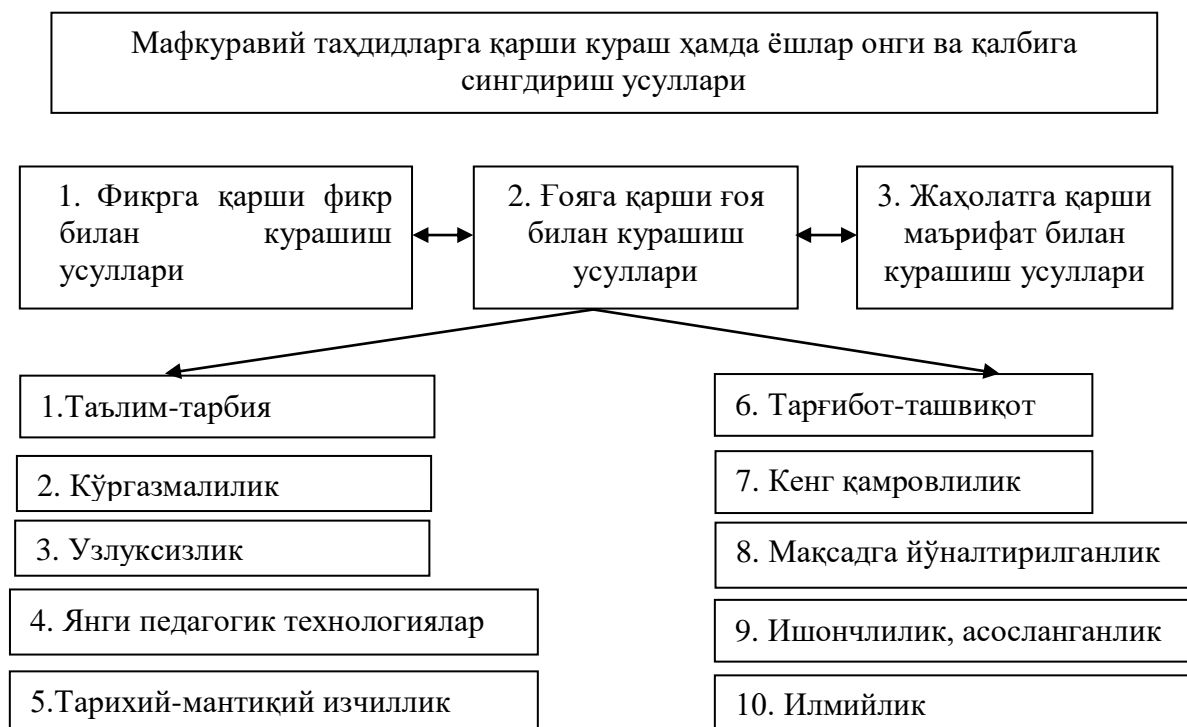 Мафкуравий таҳдидларга қарши кураш ҳамда ёшлар онги ва қалбига
сингдириш усуллари
1. Фикрга қарши фикр
билан курашиш
усуллари
2. Ғояга қарши ғоя
билан курашиш
усуллари
3. Жаҳолатга қарши
маърифат билан
курашиш усуллари
1.Таълим-тарбия
2. Кўргазмалилик
3. Узлуксизлик
4. Янги педагогик технологиялар
5.Тарихий-мантиқий изчиллик
6. Тарғибот-ташвиқот
7. Кенг қамровлилик
8. Мақсадга йўналтирилганлик
9. Ишончлилик, асосланганлик
10. Илмийлик